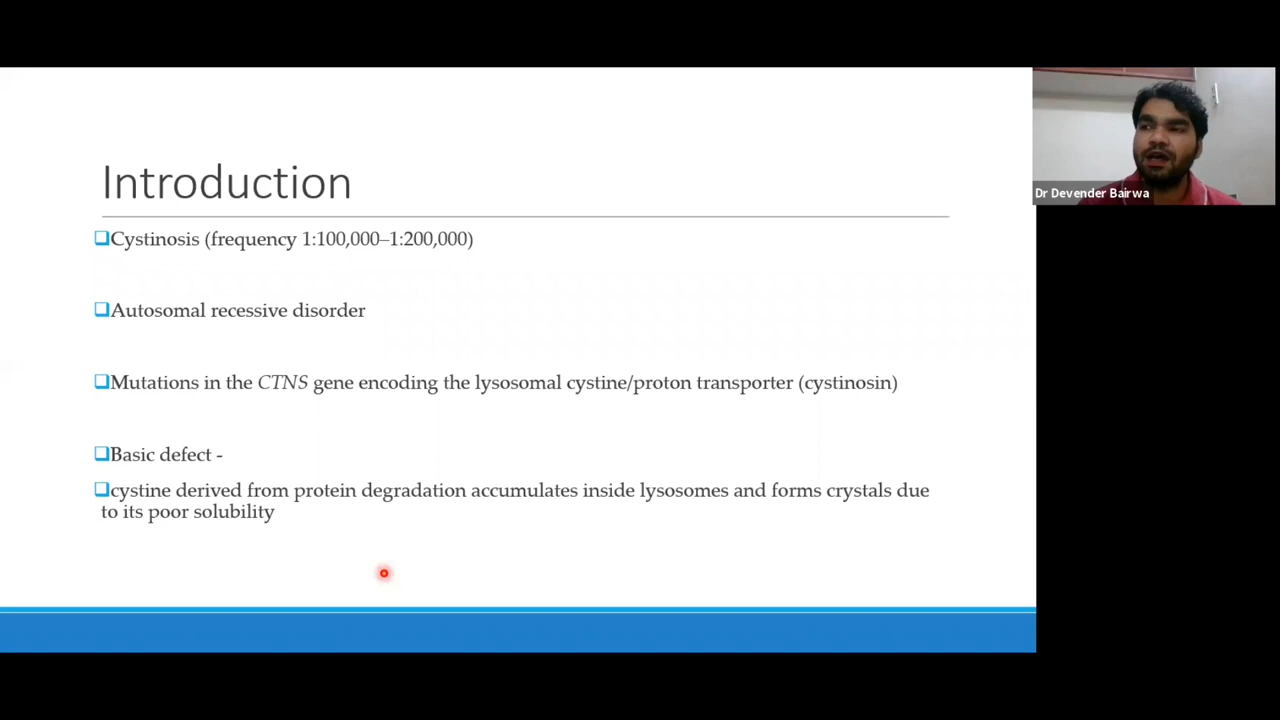 Introduction
Cystinosis (frequency 1:100,000–1:200,000)
Autosomal recessive disorder
Mutations in the CTNS gene encoding the lysosomal cystine/proton transporter (cystinosin)
Basic defect -
cystine derived from protein degradation accumulates inside lysosomes and forms crystals due
to its poor solubility
Dr Devender Bairwa